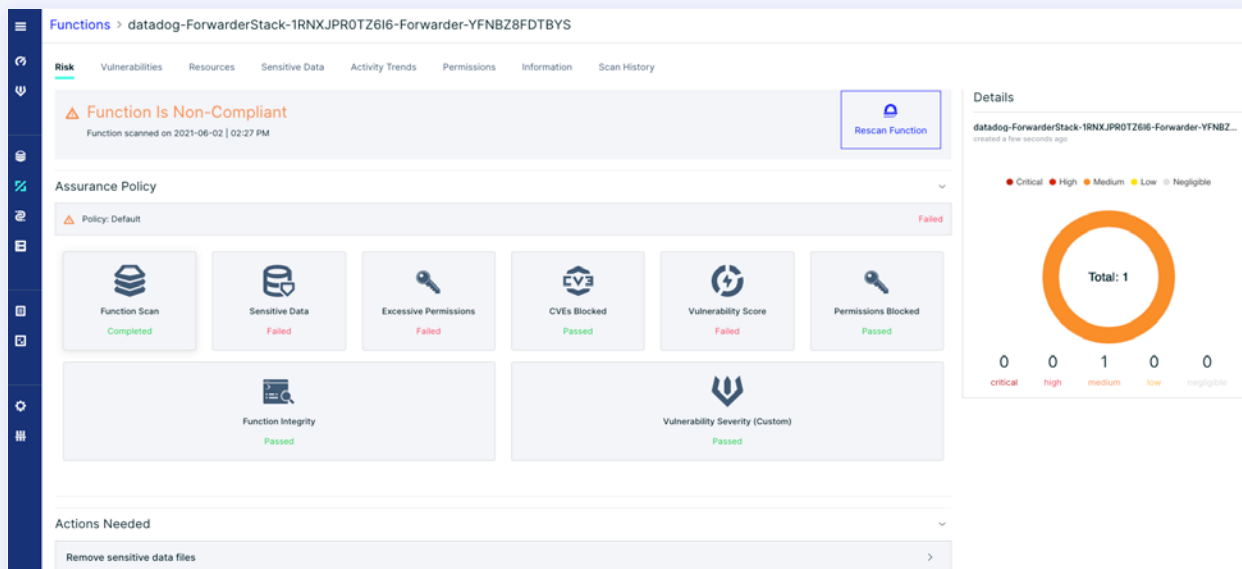 Functions > datadog-ForwarderStack-1RNXJPR0TZ6I6-Forwarder-YFNBZ8FDTBYS
Risk Vulnerabilities Resources Sensitive Data Activity Trends Permissions Information Scan History
Function Is Non-Compliant
Function scanned on 2021-06-02 | 02:27 PM
Rescan Function
Assurance Policy
Policy: Default Failed
Function Scan
Completed
Sensitive Data
Failed
Excessive Permissions
Failed
CVE
CVEs Blocked
Passed
Vulnerability Score
Failed
Permissions Blocked
Passed
Function Integrity
Passed
Vulnerability Severity (Custom)
Passed
Actions Needed
Remove sensitive data files
Details
datadog-ForwarderStack-1RNXJPR0TZ6I6-Forwarder-YFNBZ...
created a few seconds ago
Critical High Medium Low Negligible
Total: 1
0 0 1 0 0
critical high medium low negligible